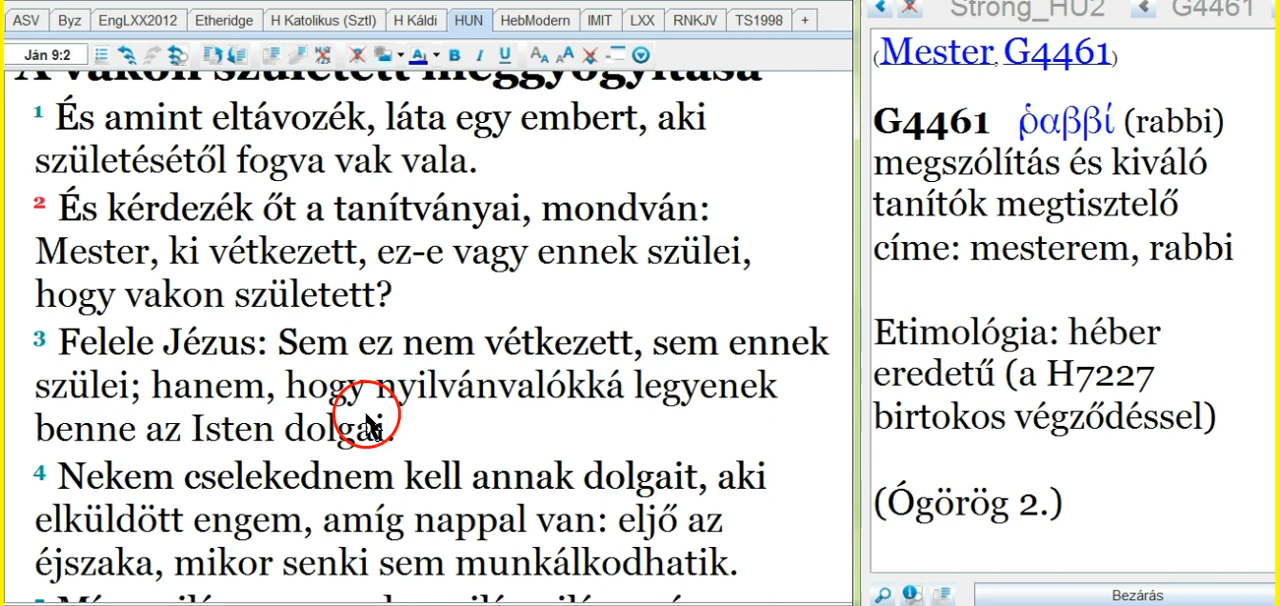 ASV Byz EngLXX2012 Etheridge H Katolikus (Sztl) H Káldi HUN HebModern IMIT LXX RNKJV TS1998 +
Ján 9:2
A vakon született meggyógyítása
1 És amint eltávozék, láta egy embert, aki
születésétől fogva vak vala.
2 És kérdezék őt a tanítványai, mondván:
Mester, ki vétkezett, ez-e vagy ennek szülei,
hogy vakon született?
3 Felele Jézus: Sem ez nem vétkezett, sem ennek
szülei; hanem, hogy nyilvánvalókká legyenek
benne az Isten dolgai.
4 Nekem cselekednem kell annak dolgait, aki
elküldött engem, amíg nappal van: eljő az
éjszaka, mikor senki sem munkálkodhatik.
Strong_HU2 G4461
(Mester, G4461)
G4461 ῥαββί (rabbi)
megszólítás és kiváló
tanítók megtisztelő
címe: mesterem, rabbi
Etimológia: héber
eredetű (a H7227
birtokos végződéssel)
(Ógörög 2.)
Bezárás